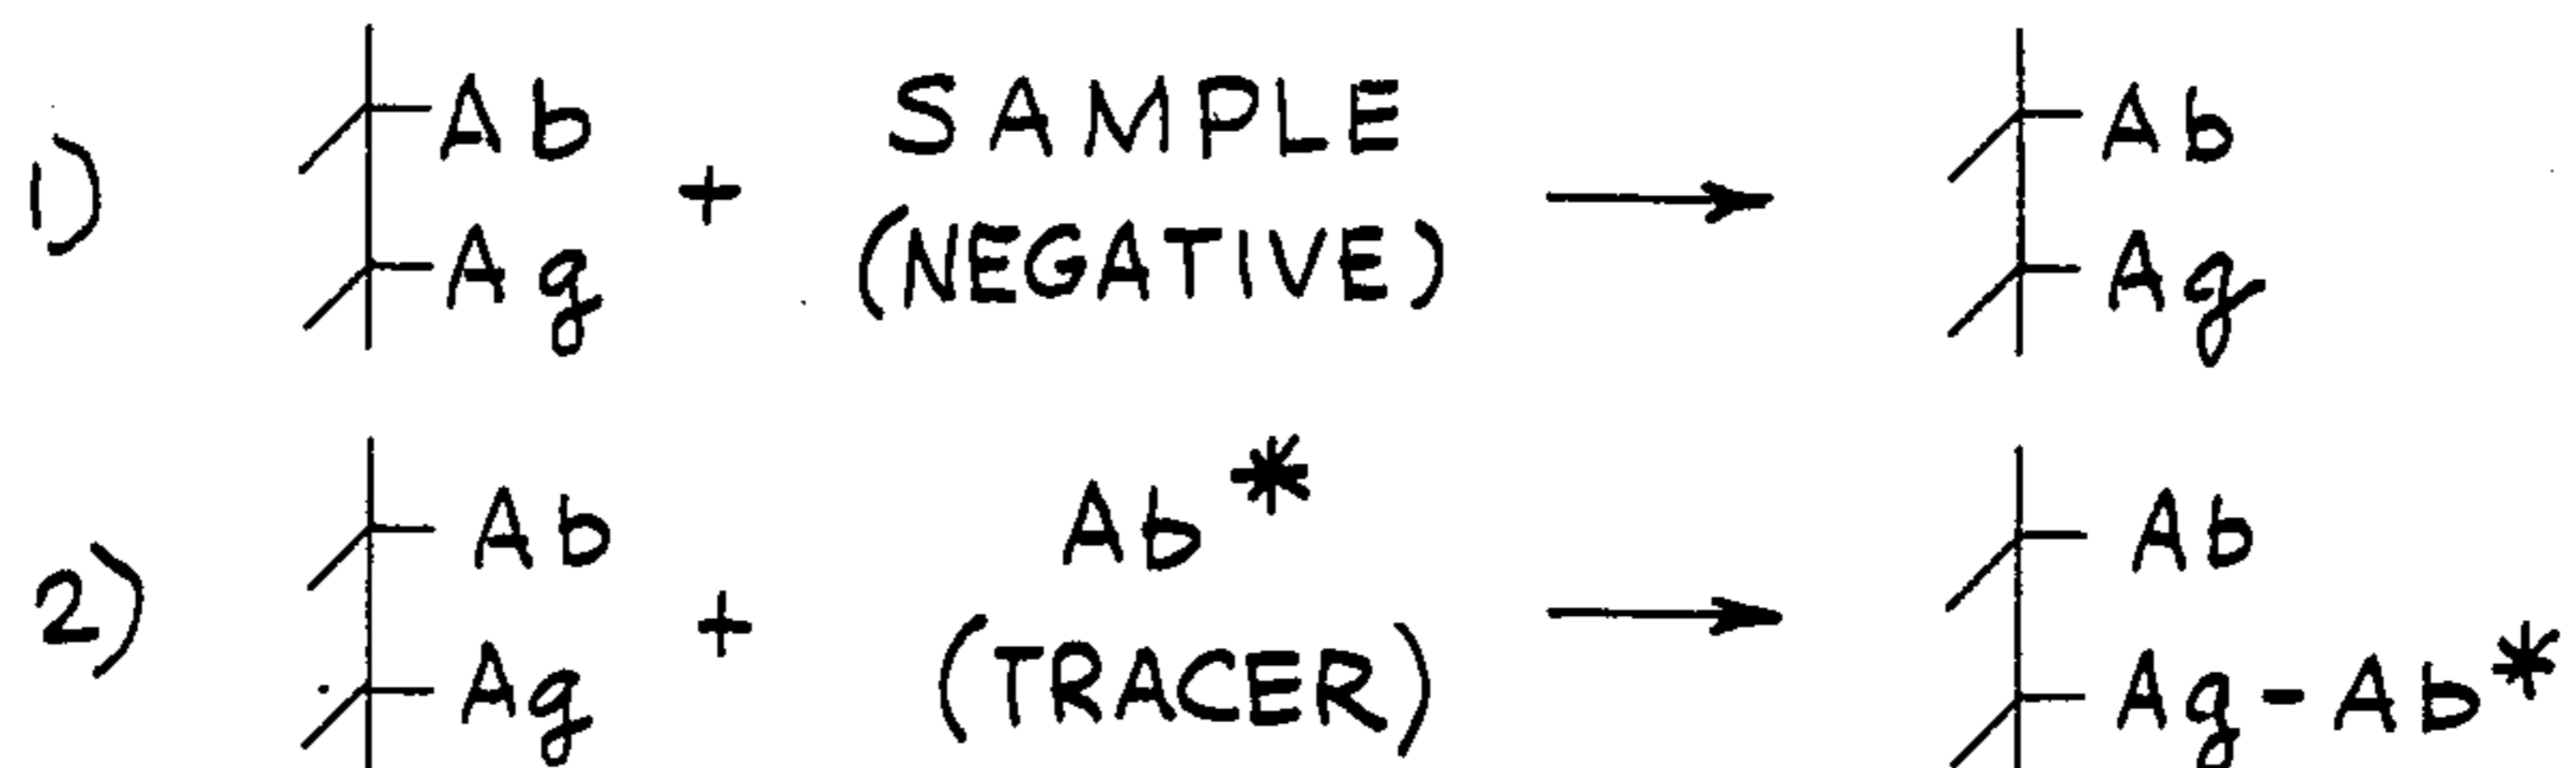 1) Ab + SAMPLE → Ab
Ag (NEGATIVE) Ag
2) Ab + Ab* → Ab
Ag (TRACER) Ag-Ab*